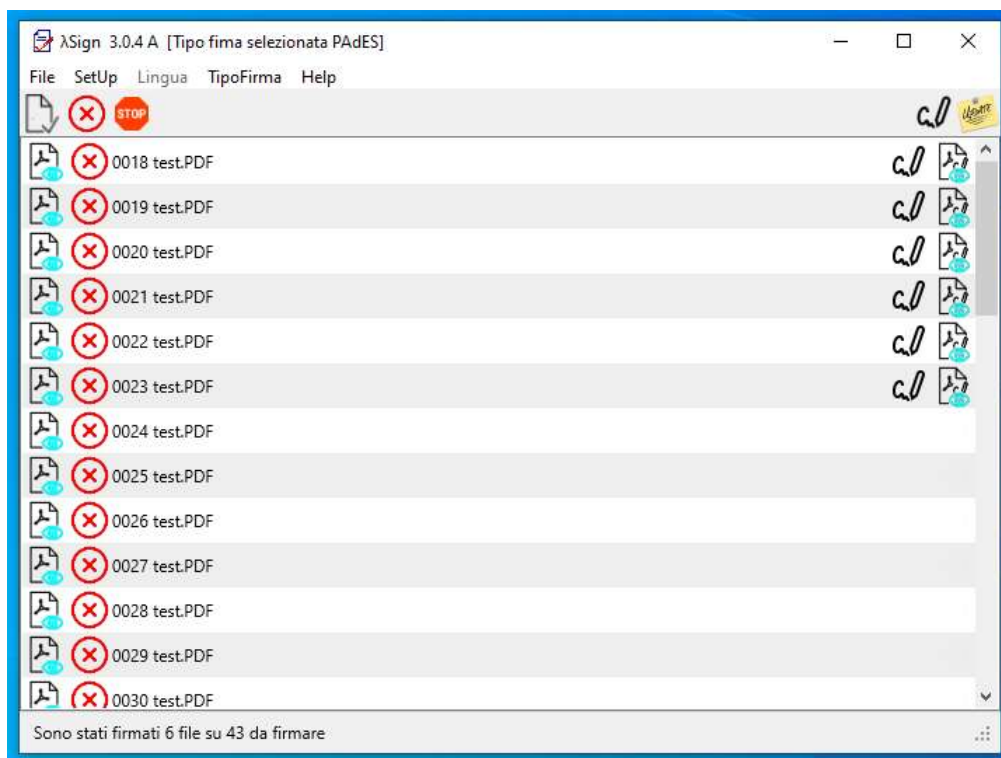 λSign 3.0.4 A [Tipo fima selezionata PAdES]
File SetUp Lingua TipoFirma Help
STOP UPDATE
0018 test.PDF
0019 test.PDF
0020 test.PDF
0021 test.PDF
0022 test.PDF
0023 test.PDF
0024 test.PDF
0025 test.PDF
0026 test.PDF
0027 test.PDF
0028 test.PDF
0029 test.PDF
0030 test.PDF
Sono stati firmati 6 file su 43 da firmare